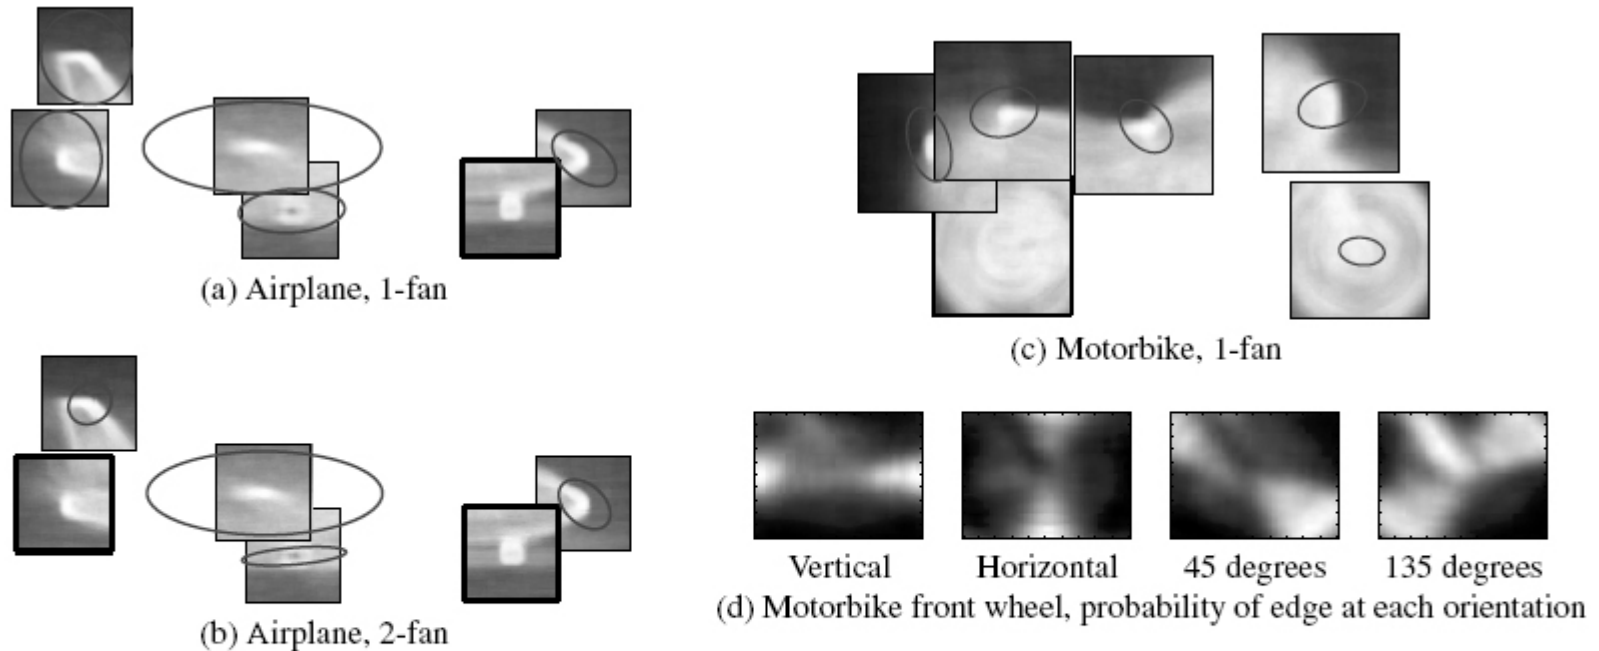 (a) Airplane, 1-fan
(b) Airplane, 2-fan
(c) Motorbike, 1-fan
Vertical
Horizontal
45 degrees
135 degrees
(d) Motorbike front wheel, probability of edge at each orientation